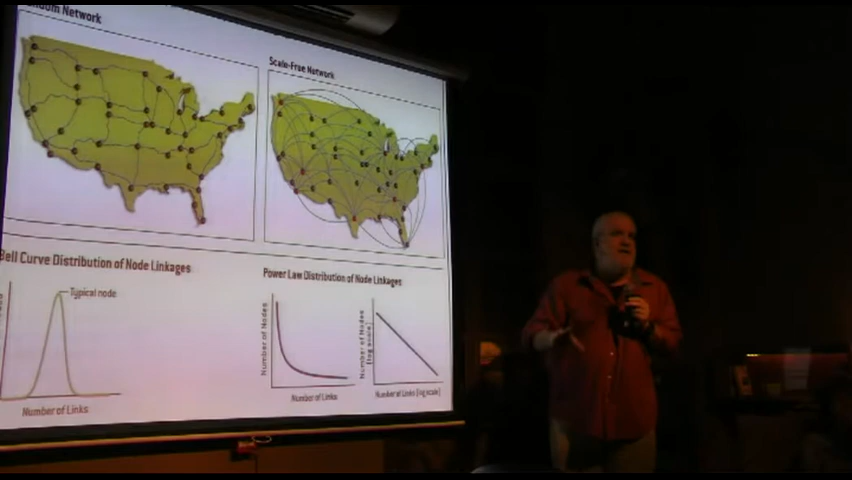 Network
Scale-Free Network
Bell Curve Distribution of Node Linkages
Typical node
Number of Links
Power Law Distribution of Node Linkages
Number of Nodes
Number of Links
Number of Nodes
(log scale)
Number of Links (log scale)